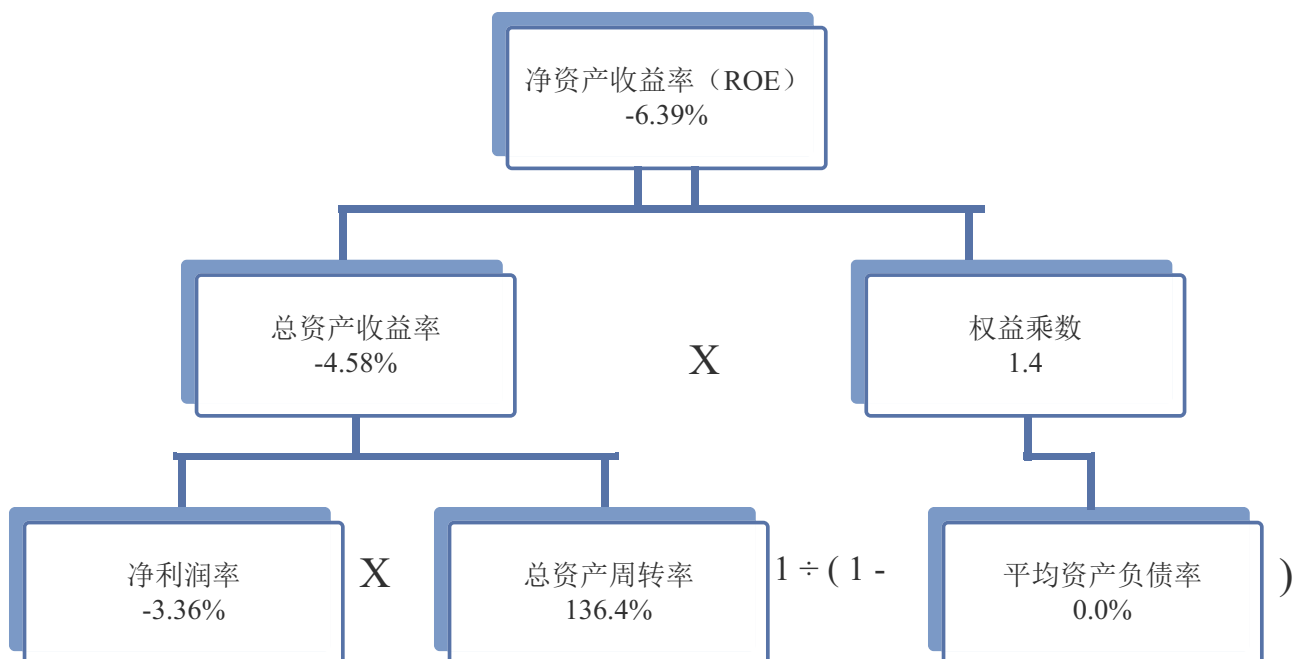 净资产收益率（ROE）
-6.39%
总资产收益率
-4.58%
X
权益乘数
1.4
净利润率
-3.36%
X
总资产周转率
136.4%
1 ÷ ( 1 -
平均资产负债率
0.0%
)